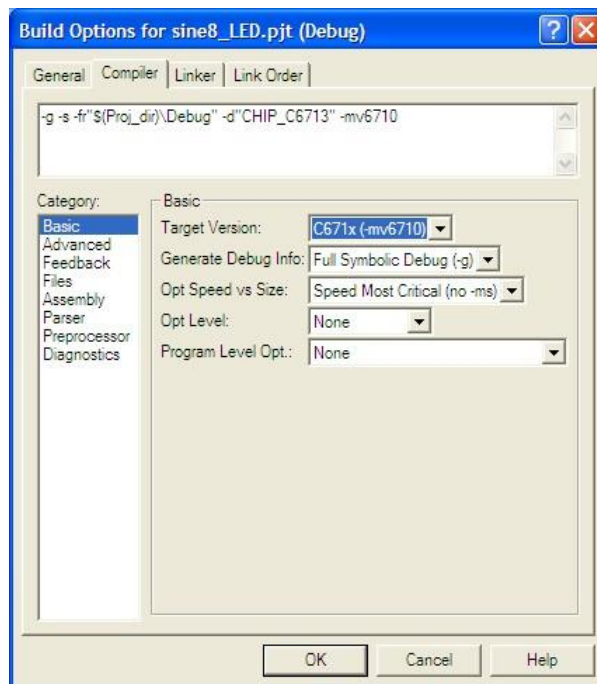 Build Options for sine8_LED.pjt (Debug)
General Compiler Linker Link Order
-g -s -fr"$(Proj_dir)\Debug" -d"CHIP_C6713" -mv6710
Category:
Basic
Advanced
Feedback
Files
Assembly
Parser
Preprocessor
Diagnostics
Basic
Target Version: C671x (-mv6710)
Generate Debug Info: Full Symbolic Debug (-g)
Opt Speed vs Size: Speed Most Critical (no -ms)
Opt Level: None
Program Level Opt.: None
OK Cancel Help